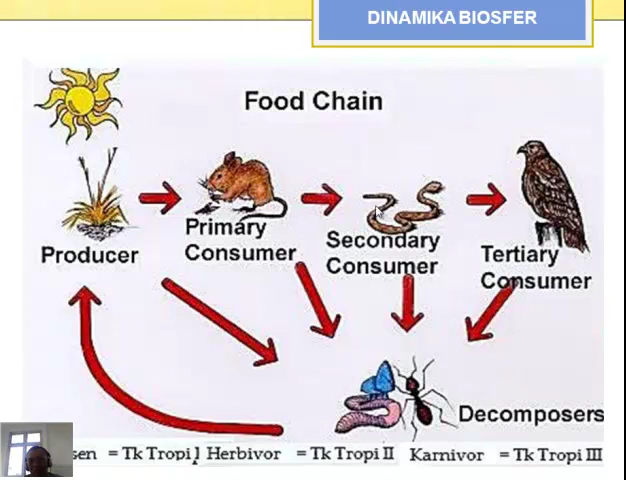 DINAMIKA BIOSFER
Food Chain
Producer
Primary
Consumer
Secondary
Consumer
Tertiary
Consumer
Decomposers
sen = Tk Tropi I Herbivor = Tk Tropi II Karnivor = Tk Tropi III